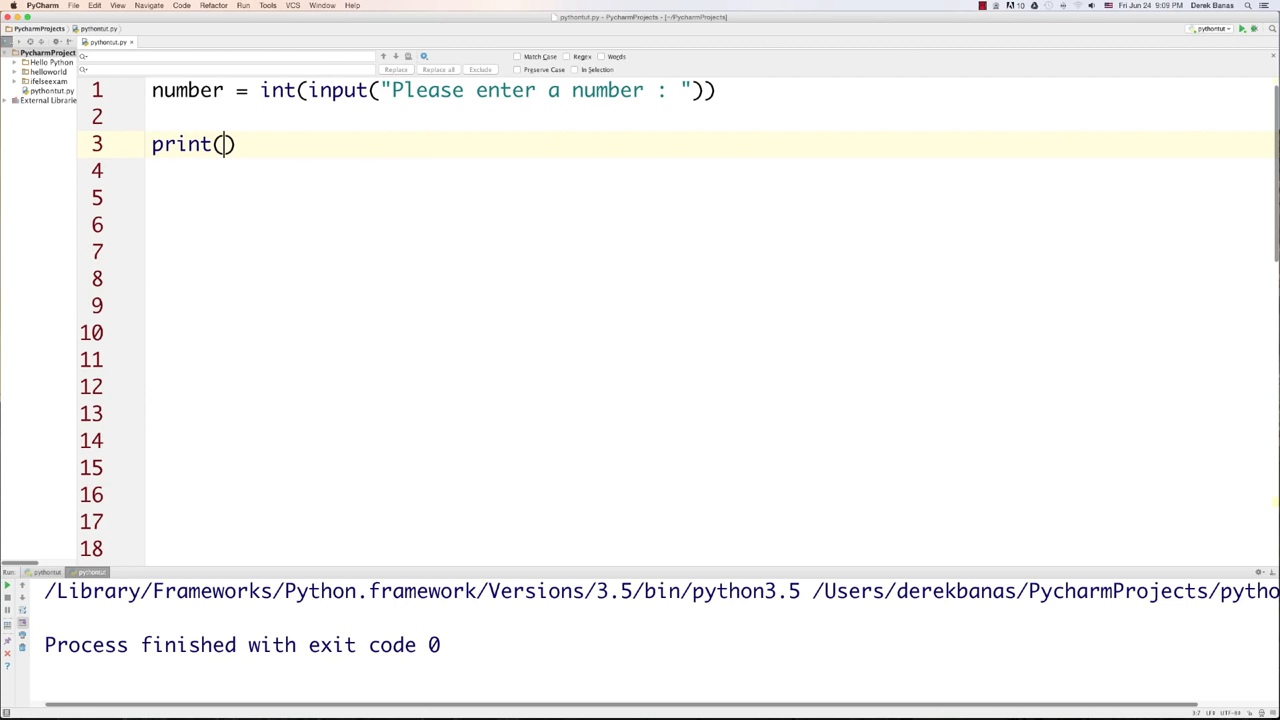 PyCharm File Edit View Navigate Code Refactor Run Tools VCS Window Help 10 Fri Jun 24 9:09 PM Derek Banas
pythontut.py - PycharmProjects - [~/PycharmProjects]
PycharmProjects pythontut.py pythontut
pythontut.py ×
PycharmProject
Hello Python
helloworld
ifelseexam
pythontut.py
External Librarie
Match Case Regex Words
Replace Replace all Exclude Preserve Case In Selection
1 number = int(input("Please enter a number : "))
2
3 print()
4
5
6
7
8
9
10
11
12
13
14
15
16
17
18
Run: pythontut pythontut
/Library/Frameworks/Python.framework/Versions/3.5/bin/python3.5 /Users/derekbanas/PycharmProjects/pytho
Process finished with exit code 0
3:7 LF UTF-8